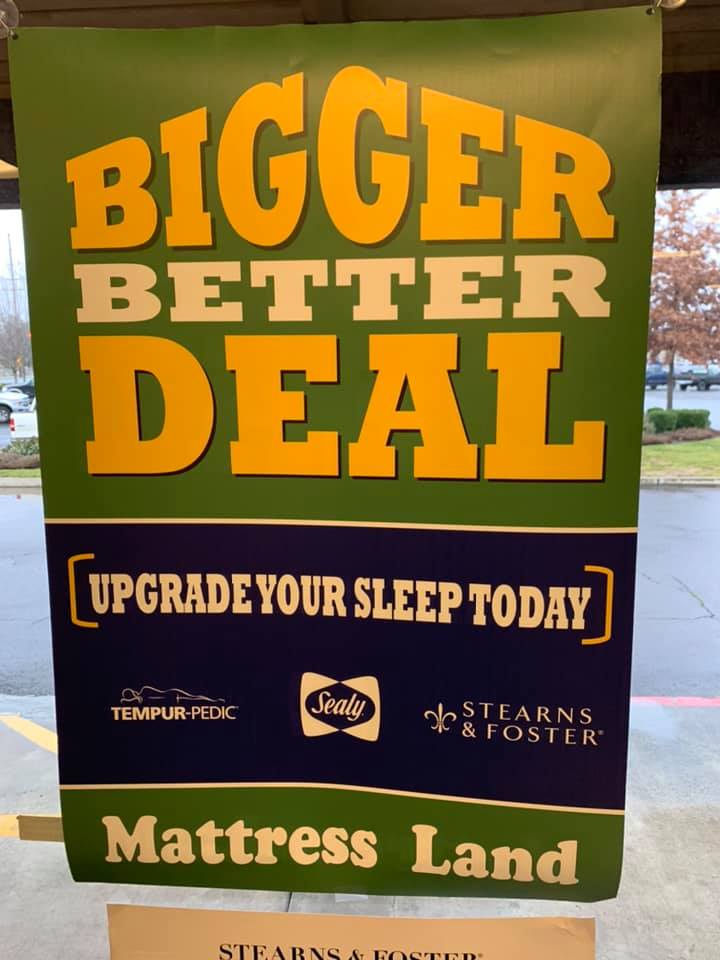 BIGGER
BETTER
DEAL
[UPGRADE YOUR SLEEP TODAY]
TEMPUR-PEDIC
Sealy
STEARNS
& FOSTER®
Mattress Land
STEARNS & FOSTER®